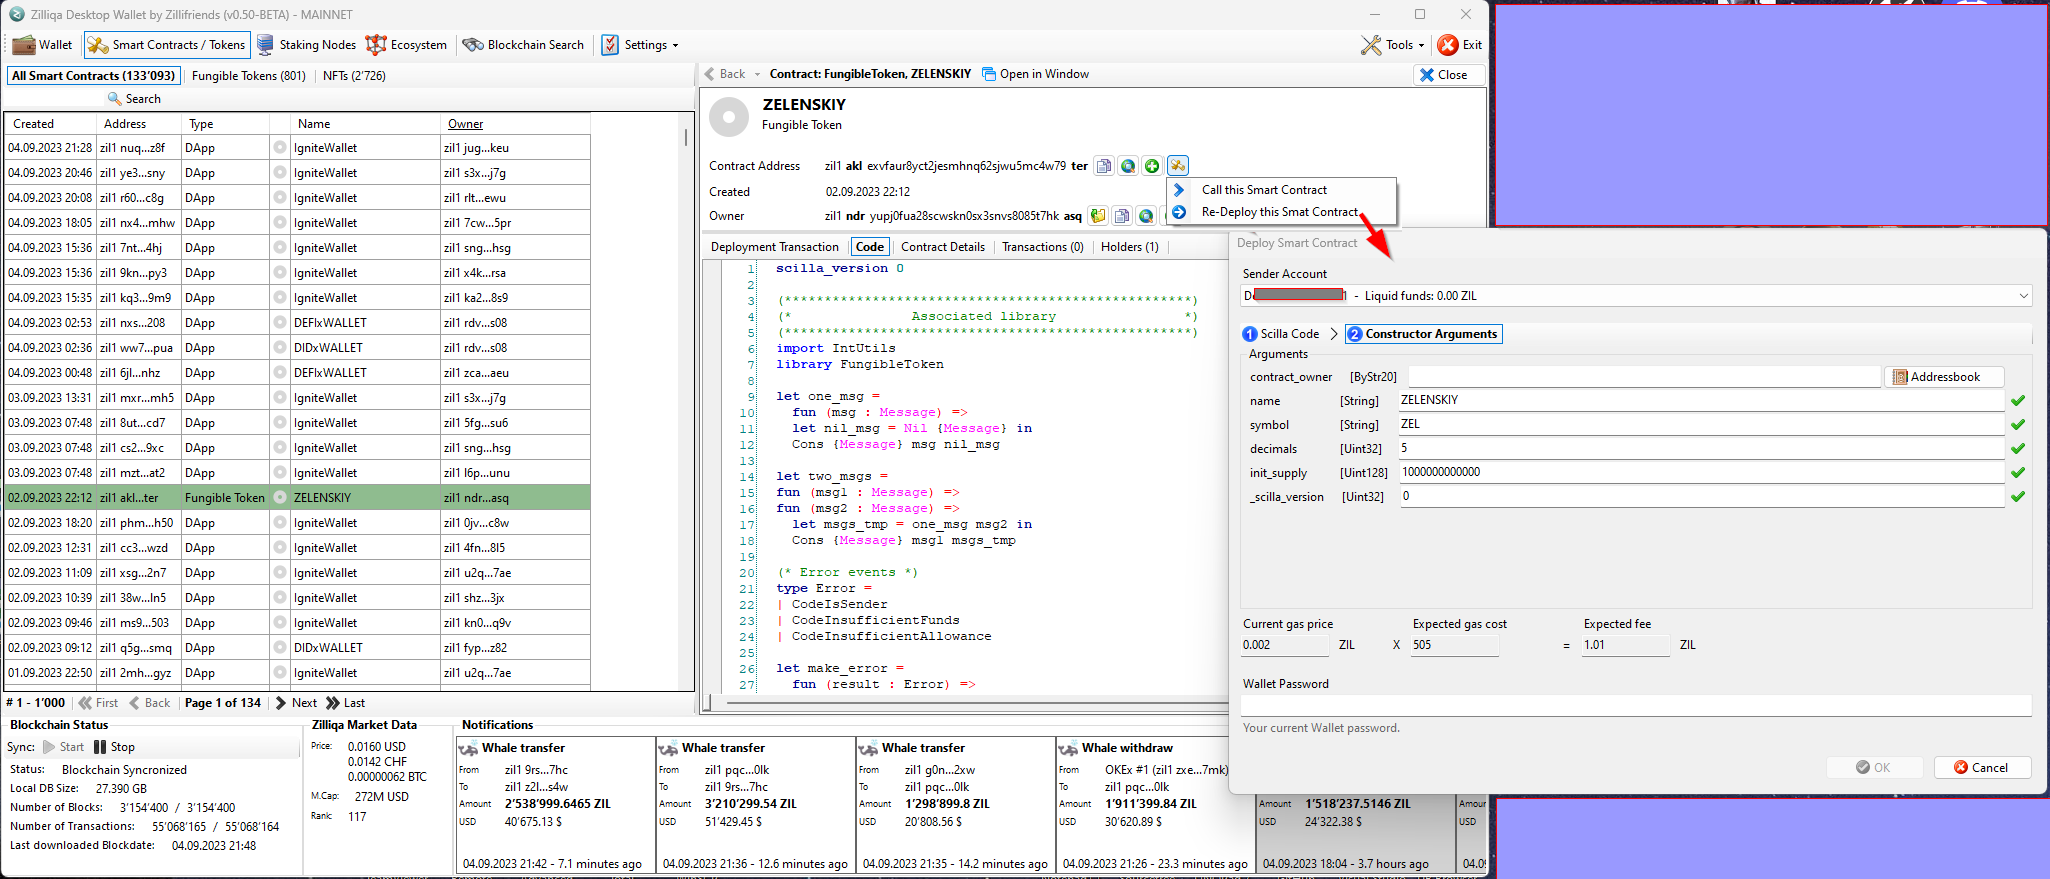 Zilliqa Desktop Wallet by Zillifriends (v0.50-BETA) - MAINNET
Wallet Smart Contracts / Tokens Staking Nodes Ecosystem Blockchain Search Settings Tools Exit
All Smart Contracts (133'093) Fungible Tokens (801) NFTs (2'726)
Search
Created Address Type Name Owner
04.09.2023 21:28 zil1 nuq...z8f DApp IgniteWallet zil1 jug...keu
04.09.2023 20:46 zil1 ye3...sny DApp IgniteWallet zil1 s3x...j7g
04.09.2023 20:08 zil1 r60...c8g DApp IgniteWallet zil1 rlt...ewu
04.09.2023 18:05 zil1 nx4...mhw DApp IgniteWallet zil1 7cw...5pr
04.09.2023 15:36 zil1 7nt...4hj DApp IgniteWallet zil1 sng...hsg
04.09.2023 15:36 zil1 9kn...py3 DApp IgniteWallet zil1 x4k...rsa
04.09.2023 15:35 zil1 kq3...9m9 DApp IgniteWallet zil1 ka2...8s9
04.09.2023 02:53 zil1 nxs...208 DApp DEFIxWALLET zil1 rdv...s08
04.09.2023 02:36 zil1 ww7...pua DApp DIDxWALLET zil1 rdv...s08
04.09.2023 00:48 zil1 6jl...nhz DApp DEFIxWALLET zil1 zca...aeu
03.09.2023 13:31 zil1 mxr...mh5 DApp IgniteWallet zil1 s3x...j7g
03.09.2023 07:48 zil1 8ut...cd7 DApp IgniteWallet zil1 5fg...su6
03.09.2023 07:48 zil1 cs2...9xc DApp IgniteWallet zil1 sng...hsg
03.09.2023 07:48 zil1 mzt...at2 DApp IgniteWallet zil1 l6p...unu
02.09.2023 22:12 zil1 akl...ter Fungible Token ZELENSKIY zil1 ndr...asq
02.09.2023 18:20 zil1 phm...h50 DApp IgniteWallet zil1 0jv...c8w
02.09.2023 12:31 zil1 cc3...wzd DApp IgniteWallet zil1 4fn...8l5
02.09.2023 11:09 zil1 xsg...2n7 DApp IgniteWallet zil1 u2q...7ae
02.09.2023 10:39 zil1 38w...ln5 DApp IgniteWallet zil1 shz...3jx
02.09.2023 09:46 zil1 ms9...503 DApp IgniteWallet zil1 kn0...q9v
02.09.2023 09:12 zil1 q5g...smq DApp DIDxWALLET zil1 fyp...z82
01.09.2023 22:50 zil1 2mh...gyz DApp IgniteWallet zil1 u2q...7ae
# 1 - 1'000 First Back Page 1 of 134 Next Last
Back Contract: FungibleToken, ZELENSKIY Open in Window Close
ZELENSKIY
Fungible Token
Contract Address zil1 akl exvfaur8yct2jesmhnq62sjwu5mc4w79 ter
Created 02.09.2023 22:12
Owner zil1 ndr yupj0fua28scwskn0sx3snvs8085t7hk asq
Call this Smart Contract
Re-Deploy this Smat Contract
Deployment Transaction Code Contract Details Transactions (0) Holders (1)
1 scilla_version 0
2
3 (***************************************************)
4 (* Associated library *)
5 (***************************************************)
6 import IntUtils
7 library FungibleToken
8
9 let one_msg =
10 fun (msg : Message) =>
11 let nil_msg = Nil {Message} in
12 Cons {Message} msg nil_msg
13
14 let two_msgs =
15 fun (msg1 : Message) =>
16 fun (msg2 : Message) =>
17 let msgs_tmp = one_msg msg2 in
18 Cons {Message} msg1 msgs_tmp
19
20 (* Error events *)
21 type Error =
22 | CodeIsSender
23 | CodeInsufficientFunds
24 | CodeInsufficientAllowance
25
26 let make_error =
27 fun (result : Error) =>
Deploy Smart Contract
Sender Account
1 - Liquid funds: 0.00 ZIL
1 Scilla Code 2 Constructor Arguments
Arguments
contract_owner [ByStr20] Addressbook
name [String] ZELENSKIY
symbol [String] ZEL
decimals [Uint32] 5
init_supply [Uint128] 1000000000000
_scilla_version [Uint32] 0
Current gas price Expected gas cost Expected fee
0.002 ZIL X 505 = 1.01 ZIL
Wallet Password
Your current Wallet password.
OK Cancel
Blockchain Status
Sync: Start Stop
Status: Blockchain Syncronized
Local DB Size: 27.390 GB
Number of Blocks: 3'154'400 / 3'154'400
Number of Transactions: 55'068'165 / 55'068'164
Last downloaded Blockdate: 04.09.2023 21:48
Zilliqa Market Data
Price: 0.0160 USD
0.0142 CHF
0.00000062 BTC
M.Cap: 272M USD
Rank: 117
Notifications
Whale transfer
From zil1 9rs...7hc
To zil1 z2l...s4w
Amount 2'538'999.6465 ZIL
USD 40'675.13 $
04.09.2023 21:42 - 7.1 minutes ago
Whale transfer
From zil1 pqc...0lk
To zil1 9rs...7hc
Amount 3'210'299.54 ZIL
USD 51'429.45 $
04.09.2023 21:36 - 12.6 minutes ago
Whale transfer
From zil1 g0n...2xw
To zil1 pqc...0lk
Amount 1'298'899.8 ZIL
USD 20'808.56 $
04.09.2023 21:35 - 14.2 minutes ago
Whale withdraw
From OKEx #1 (zil1 zxe...7mk)
To zil1 pqc...0lk
Amount 1'911'399.84 ZIL
USD 30'620.89 $
04.09.2023 21:26 - 23.3 minutes ago
Amount 1'518'237.5146 ZIL
USD 24'322.38 $
04.09.2023 18:04 - 3.7 hours ago
USD